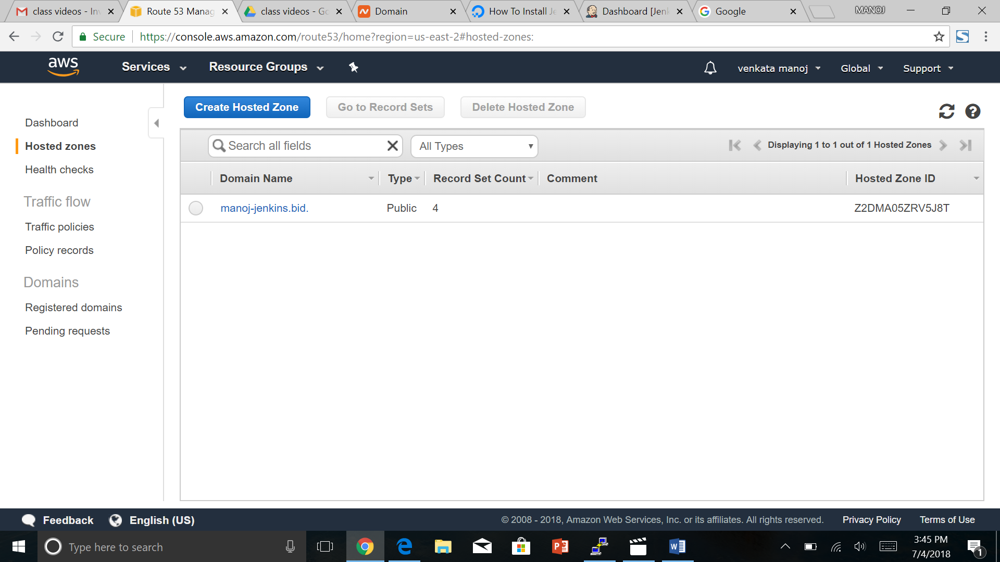 class videos - In
Route 53 Manag
class videos - Go
Domain
How To Install Je
Dashboard [Jenk
Google
MANOJ
Secure
https://console.aws.amazon.com/route53/home?region=us-east-2#hosted-zones:
aws
Services
Resource Groups
venkata manoj
Global
Support
Create Hosted Zone
Go to Record Sets
Delete Hosted Zone
Dashboard
Hosted zones
Health checks
Traffic flow
Traffic policies
Policy records
Domains
Registered domains
Pending requests
Search all fields
All Types
Displaying 1 to 1 out of 1 Hosted Zones
Domain Name
Type
Record Set Count
Comment
Hosted Zone ID
manoj-jenkins.bid.
Public
4
Z2DMA05ZRV5J8T
Feedback
English (US)
© 2008 - 2018, Amazon Web Services, Inc. or its affiliates. All rights reserved.
Privacy Policy
Terms of Use
Type here to search
3:45 PM
7/4/2018
1